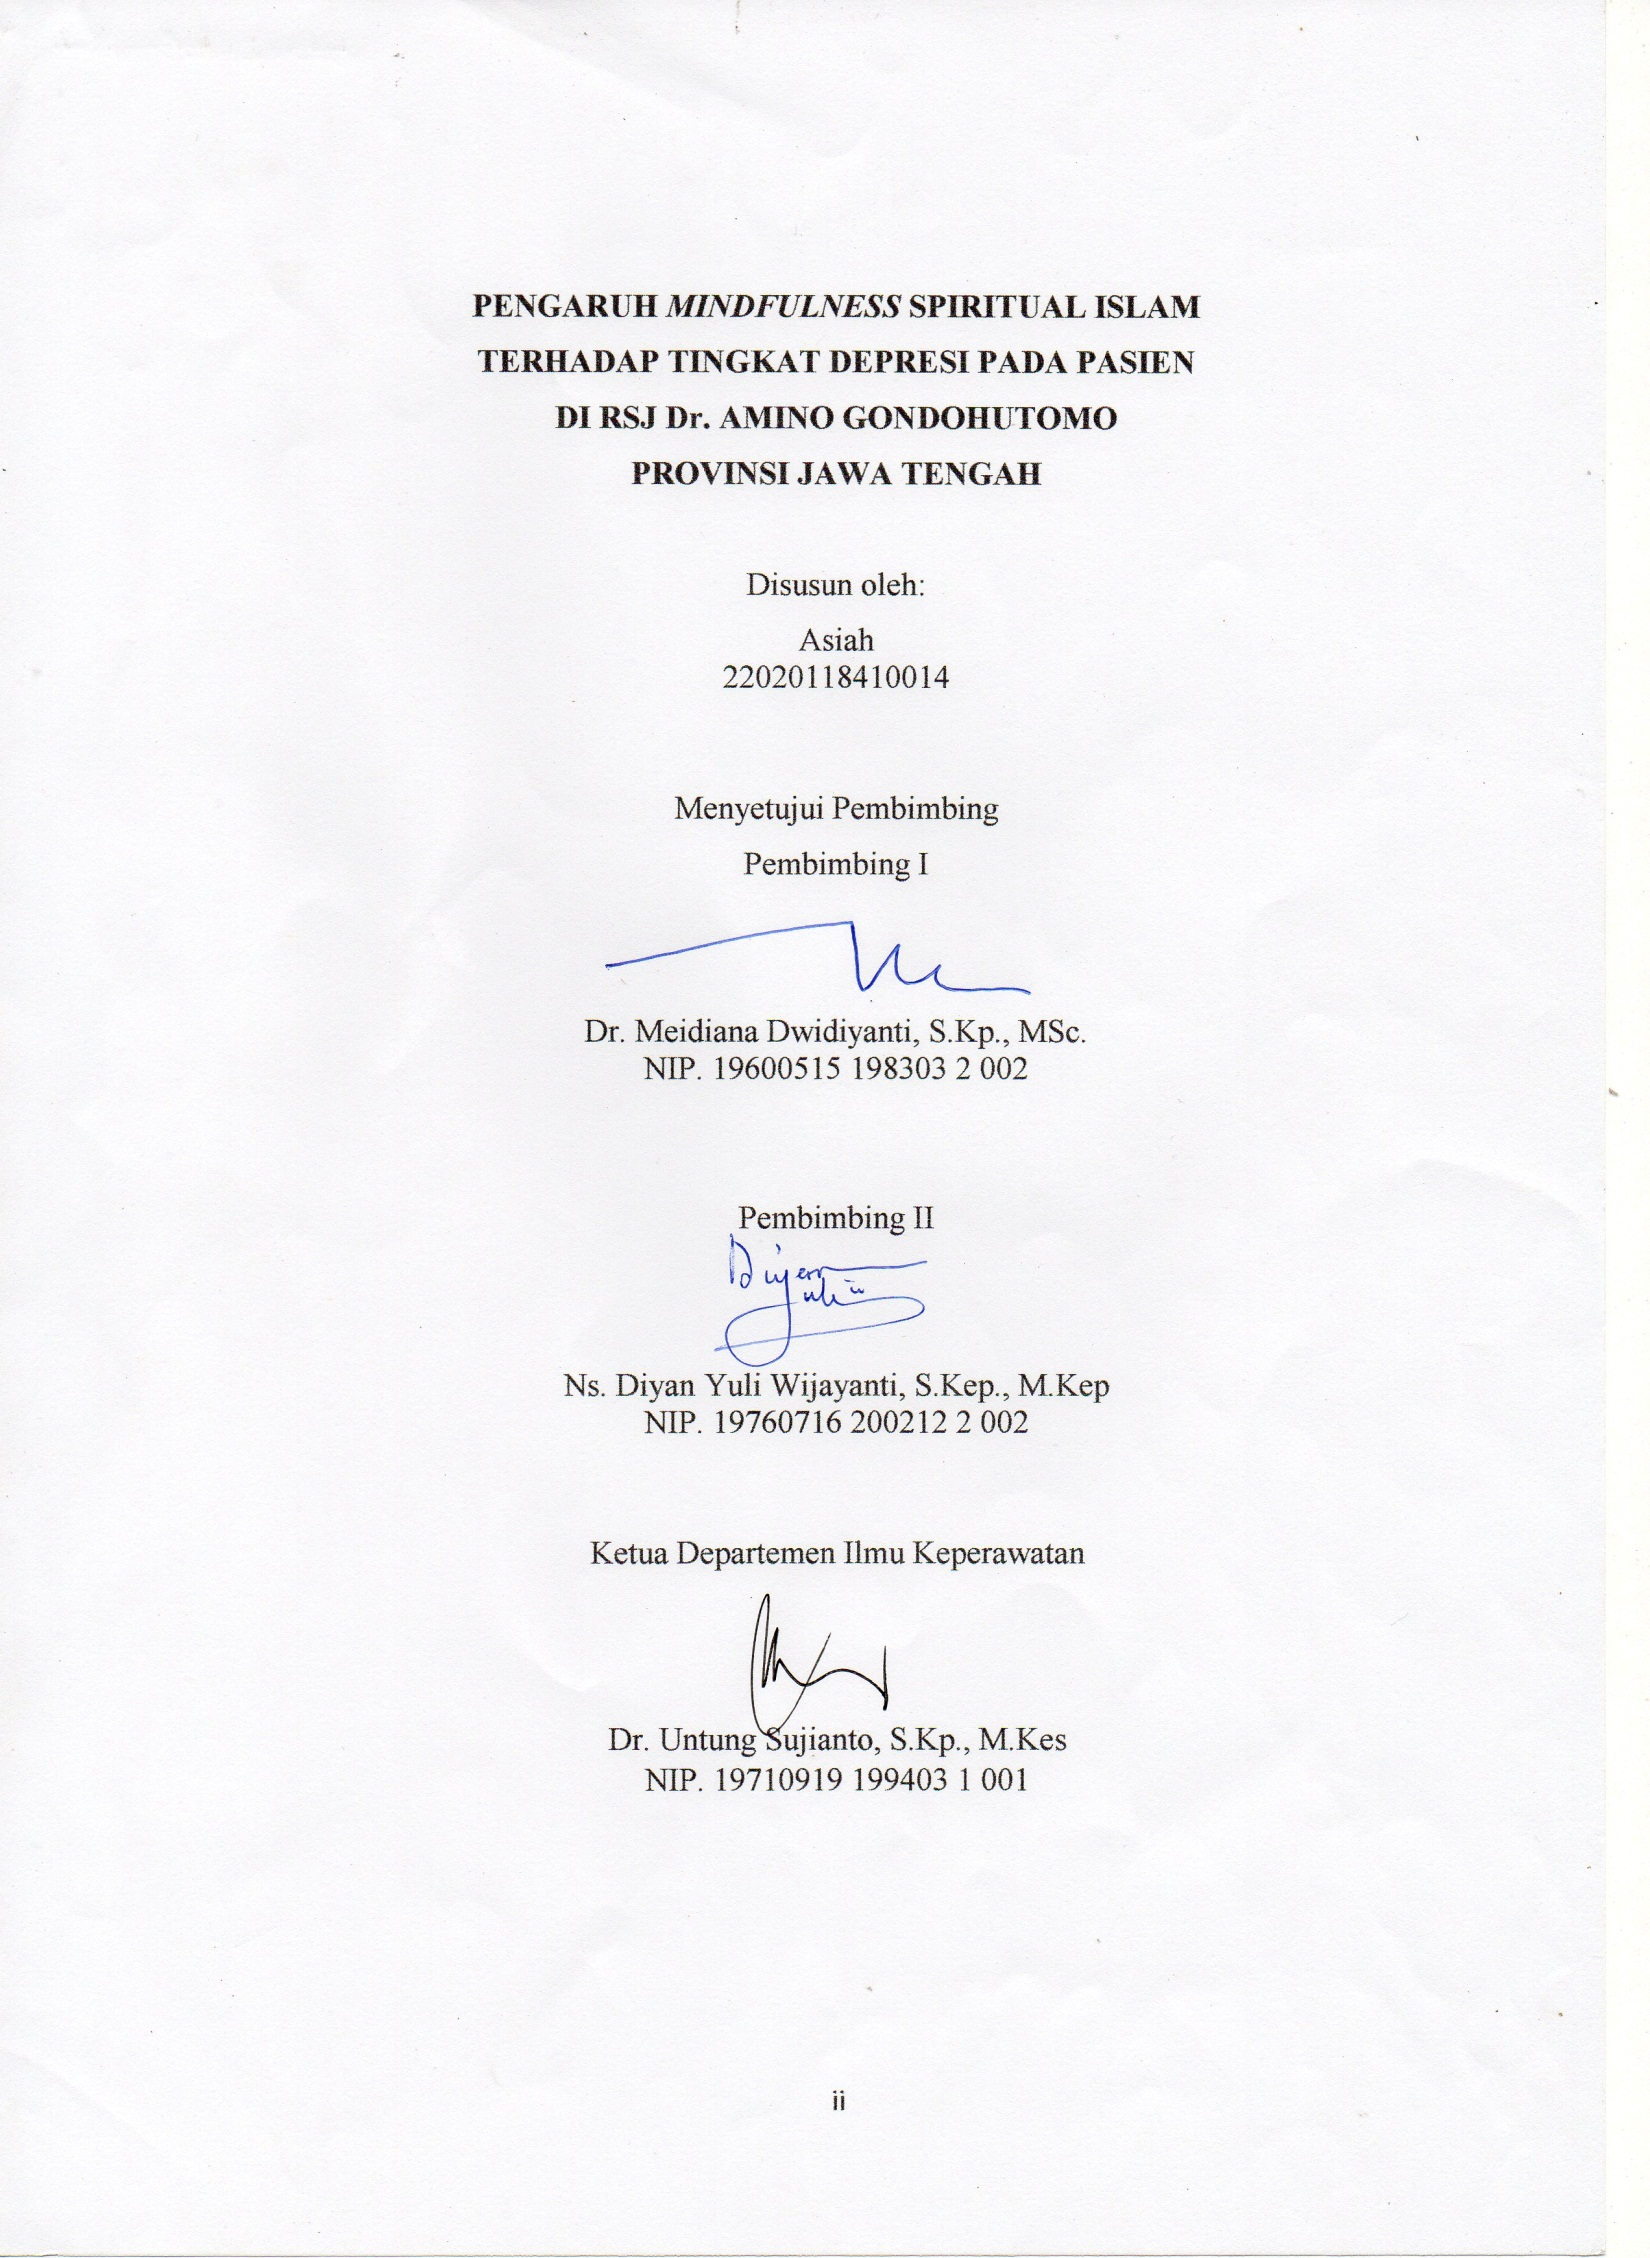 PENGARUH MINDFULNESS SPIRITUAL ISLAM
TERHADAP TINGKAT DEPRESI PADA PASIEN
DI RSJ Dr. AMINO GONDOHUTOMO
PROVINSI JAWA TENGAH
Disusun oleh:
Asiah
22020118410014
Menyetujui Pembimbing
Pembimbing I
Dr. Meidiana Dwidiyanti, S.Kp., MSc.
NIP. 19600515 198303 2 002
Pembimbing II
Ns. Diyan Yuli Wijayanti, S.Kep., M.Kep
NIP. 19760716 200212 2 002
Ketua Departemen Ilmu Keperawatan
Dr. Untung Sujianto, S.Kp., M.Kes
NIP. 19710919 199403 1 001
ii